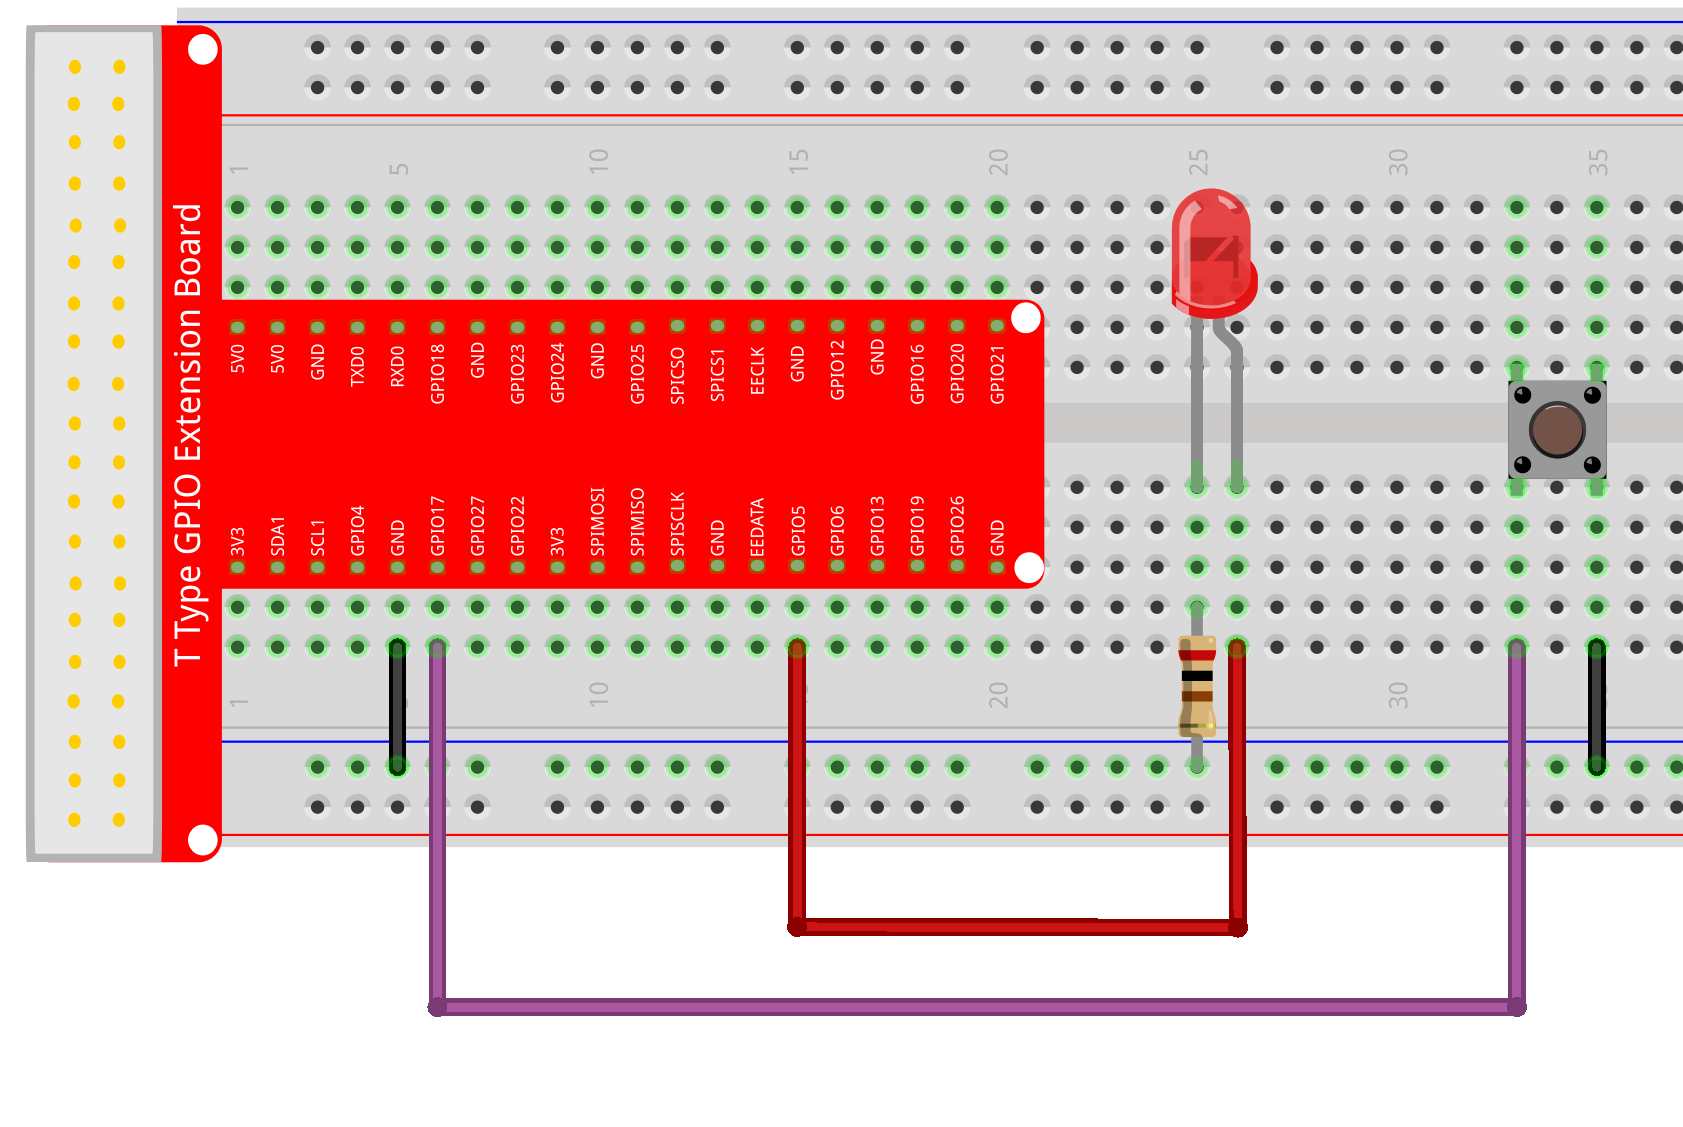 1 5 10 15 20 25 30 35
T Type GPIO Extension Board
5V0 5V0 GND TXD0 RXD0 GPIO18 GND GPIO23 GPIO24 GND GPIO25 SPICSO SPICS1 EECLK GND GPIO12 GND GPIO16 GPIO20 GPIO21
3V3 SDA1 SCL1 GPIO4 GND GPIO17 GPIO27 GPIO22 3V3 SPIMOSI SPIMISO SPISCLK GND EEDATA GPIO5 GPIO6 GPIO13 GPIO19 GPIO26 GND
1 10 20 30